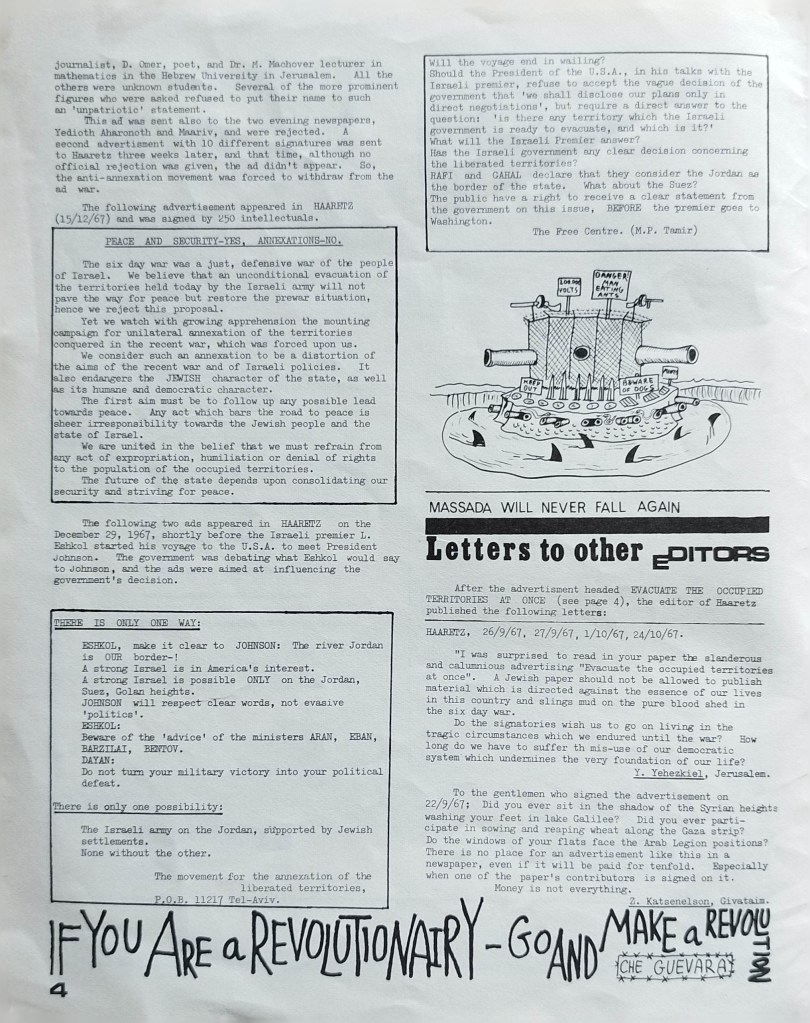 journalist, D. Omer, poet, and Dr. M. Machover lecturer in
mathematics in the Hebrew University in Jerusalem. All the
others were unknown students. Several of the more prominent
figures who were asked refused to put their name to such
an 'unpatriotic' statement.
This ad was sent also to the two evening newspapers,
Yedioth Aharonoth and Maariv, and were rejected. A
second advertisment with 10 different signatures was sent
to Haaretz three weeks later, and that time, although no
official rejection was given, the ad didn't appear. So,
the anti-annexation movement was forced to withdraw from the
ad war.
The following advertisement appeared in HAARETZ
(15/12/67) and was signed by 250 intellectuals.
PEACE AND SECURITY-YES, ANNEXATIONS-NO.
The six day war was a just, defensive war of the people
of Israel. We believe that an unconditional evacuation of
the territories held today by the Israeli army will not
pave the way for peace but restore the prewar situation,
hence we reject this proposal.
Yet we watch with growing apprehension the mounting
campaign for unilateral annexation of the territories
conquered in the recent war, which was forced upon us.
We consider such an annexation to be a distortion of
the aims of the recent war and of Israeli policies. It
also endangers the JEWISH character of the state, as well
as its humane and democratic character.
The first aim must be to follow up any possible lead
towards peace. Any act which bars the road to peace is
sheer irresponsibility towards the Jewish people and the
state of Israel.
We are united in the belief that we must refrain from
any act of expropriation, humiliation or denial of rights
to the population of the occupied territories.
The future of the state depends upon consolidating our
security and striving for peace.
The following two ads appeared in HAARETZ on the
December 29, 1967, shortly before the Israeli premier L.
Eshkol started his voyage to the U.S.A. to meet President
Johnson. The government was debating what Eshkol would say
to Johnson, and the ads were aimed at influencing the
government's decision.
THERE IS ONLY ONE WAY:
ESHKOL, make it clear to JOHNSON: The river Jordan
is OUR border-!
A strong Israel is in America's interest.
A strong Israel is possible ONLY on the Jordan,
Suez, Golan heights.
JOHNSON will respect clear words, not evasive
'politics'.
ESHKOL:
Beware of the 'advice' of the ministers ARAN, EBAN,
BARZILAI, BENTOV.
DAYAN:
Do not turn your military victory into your political
defeat.
There is only one possibility:
The Israeli army on the Jordan, supported by Jewish
settlements.
None without the other.
The movement for the annexation of the
liberated territories,
P.O.B. 11217 Tel-Aviv.
Will the voyage end in wailing?
Should the President of the U.S.A., in his talks with the
Israeli premier, refuse to accept the vague decision of the
government that 'we shall disclose our plans only in
direct negotiations', but require a direct answer to the
question: 'is there any territory which the Israeli
government is ready to evacuate, and which is it?'
What will the Israeli Premier answer?
Has the Israeli government any clear decision concerning
the liberated territories?
RAFI and GAHAL declare that they consider the Jordan as
the border of the state. What about the Suez?
The public have a right to receive a clear statement from
the government on this issue, BEFORE the premier goes to
Washington.
The Free Centre. (M.P. Tamir)
VOLTS
DANGER
MAN
EATING
ANTS
KEEP
OUT
BEWARE
OF DOGS
MASSADA WILL NEVER FALL AGAIN
Letters to other EDITORS
After the advertisment headed EVACUATE THE OCCUPIED
TERRITORIES AT ONCE (see page 4), the editor of Haaretz
published the following letters:
HAARETZ, 26/9/67, 27/9/67, 1/10/67, 24/10/67.
"I was surprised to read in your paper the slanderous
and calumnious advertising "Evacuate the occupied territories
at once". A Jewish paper should not be allowed to publish
material which is directed against the essence of our lives
in this country and slings mud on the pure blood shed in
the six day war.
Do the signatories wish us to go on living in the
tragic circumstances which we endured until the war? How
long do we have to suffer th mis-use of our democratic
system which undermines the very foundation of our life?
Y. Yehezkiel, Jerusalem.
To the gentlemen who signed the advertisement on
22/9/67; Did you ever sit in the shadow of the Syrian heights
washing your feet in lake Galilee? Did you ever parti-
cipate in sowing and reaping wheat along the Gaza strip?
Do the windows of your flats face the Arab Legion positions?
There is no place for an advertisement like this in a
newspaper, even if it will be paid for tenfold. Especially
when one of the paper's contributors is signed on it.
Money is not everything.
Z. Katsenelson, Givataim.
IF YOU ARE a REVOLUTIONAIRY - GO AND MAKE a REVOLUTION
CHE GUEVARA
4